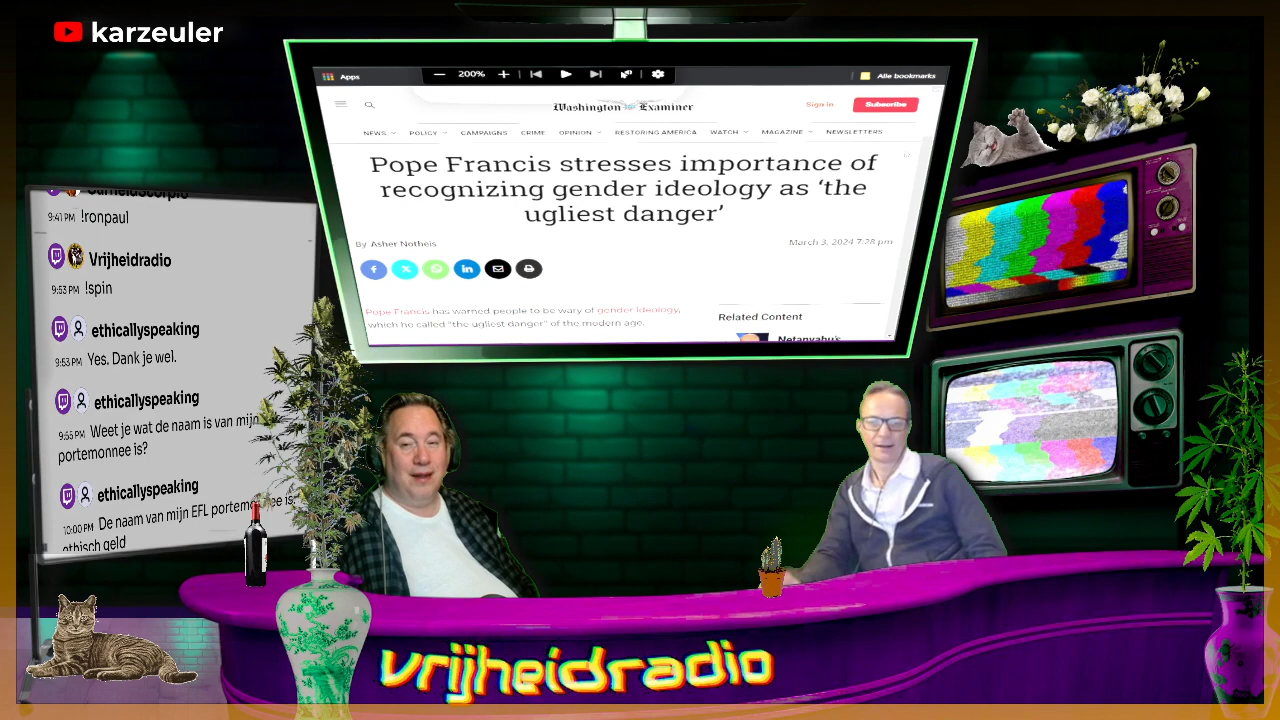 karzeuler
Apps
200%
Alle bookmarks
Washington Examiner
Sign in
Subscribe
NEWS
POLICY
CAMPAIGNS
CRIME
OPINION
RESTORING AMERICA
WATCH
MAGAZINE
NEWSLETTERS
Pope Francis stresses importance of
recognizing gender ideology as ‘the
ugliest danger’
By Asher Notheis
March 3, 2024 7:28 pm
Pope Francis has warned people to be wary of gender ideology,
which he called "the ugliest danger" of the modern age.
Related Content
Netanyahu's
9:41 PM !ronpaul
Vrijheidradio
9:53 PM !spin
ethicallyspeaking
9:53 PM Yes. Dank je wel.
ethicallyspeaking
9:55 PM Weet je wat de naam is van mijn
portemonnee is?
ethicallyspeaking
10:00 PM De naam van mijn EFL portemonnee is:
ethisch geld
vrijheidradio